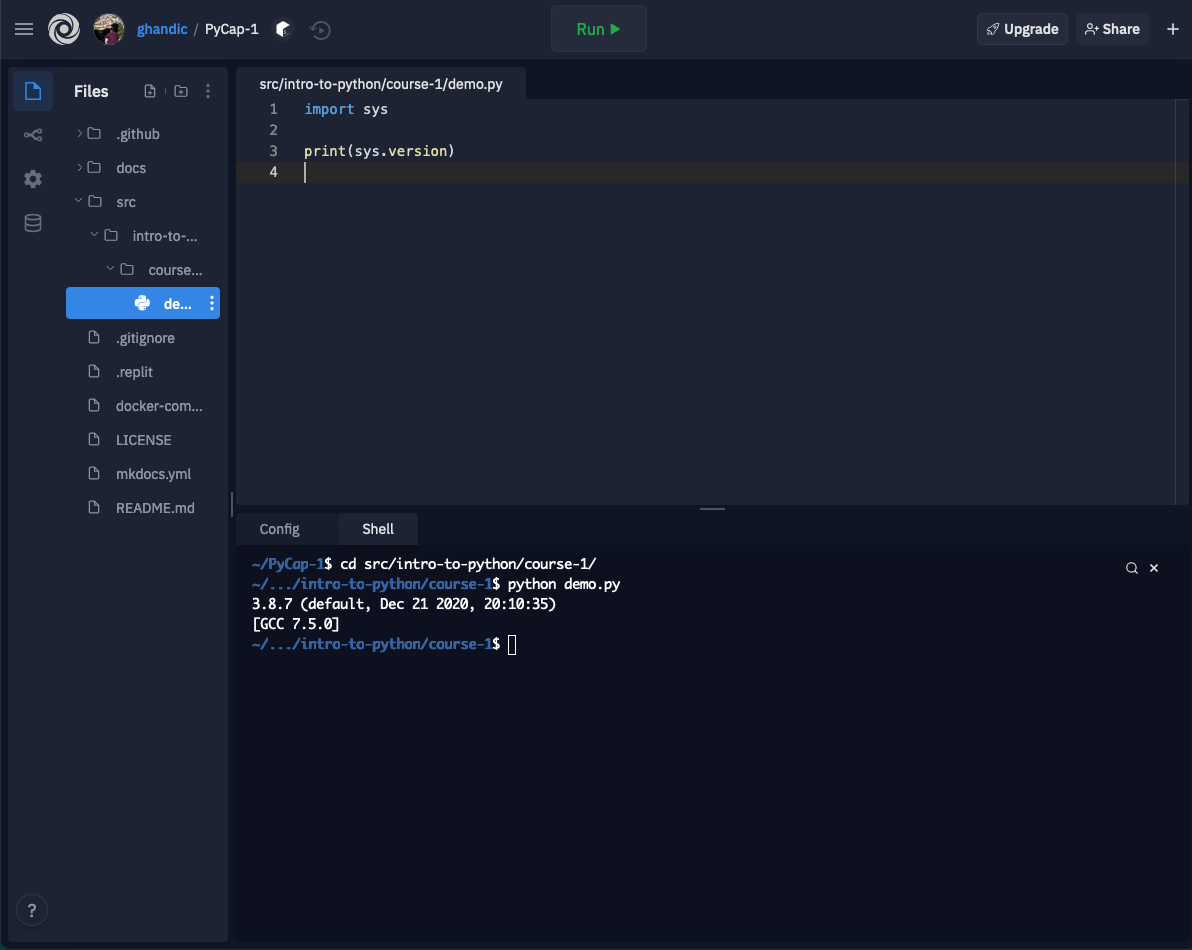 ghandic / PyCap-1
Run
Upgrade
Share
Files
.github
docs
src
intro-to-...
course...
de...
.gitignore
.replit
docker-com...
LICENSE
mkdocs.yml
README.md
src/intro-to-python/course-1/demo.py
1 import sys
2
3 print(sys.version)
4
Config
Shell
~/PyCap-1$ cd src/intro-to-python/course-1/
~/.../intro-to-python/course-1$ python demo.py
3.8.7 (default, Dec 21 2020, 20:10:35)
[GCC 7.5.0]
~/.../intro-to-python/course-1$
?